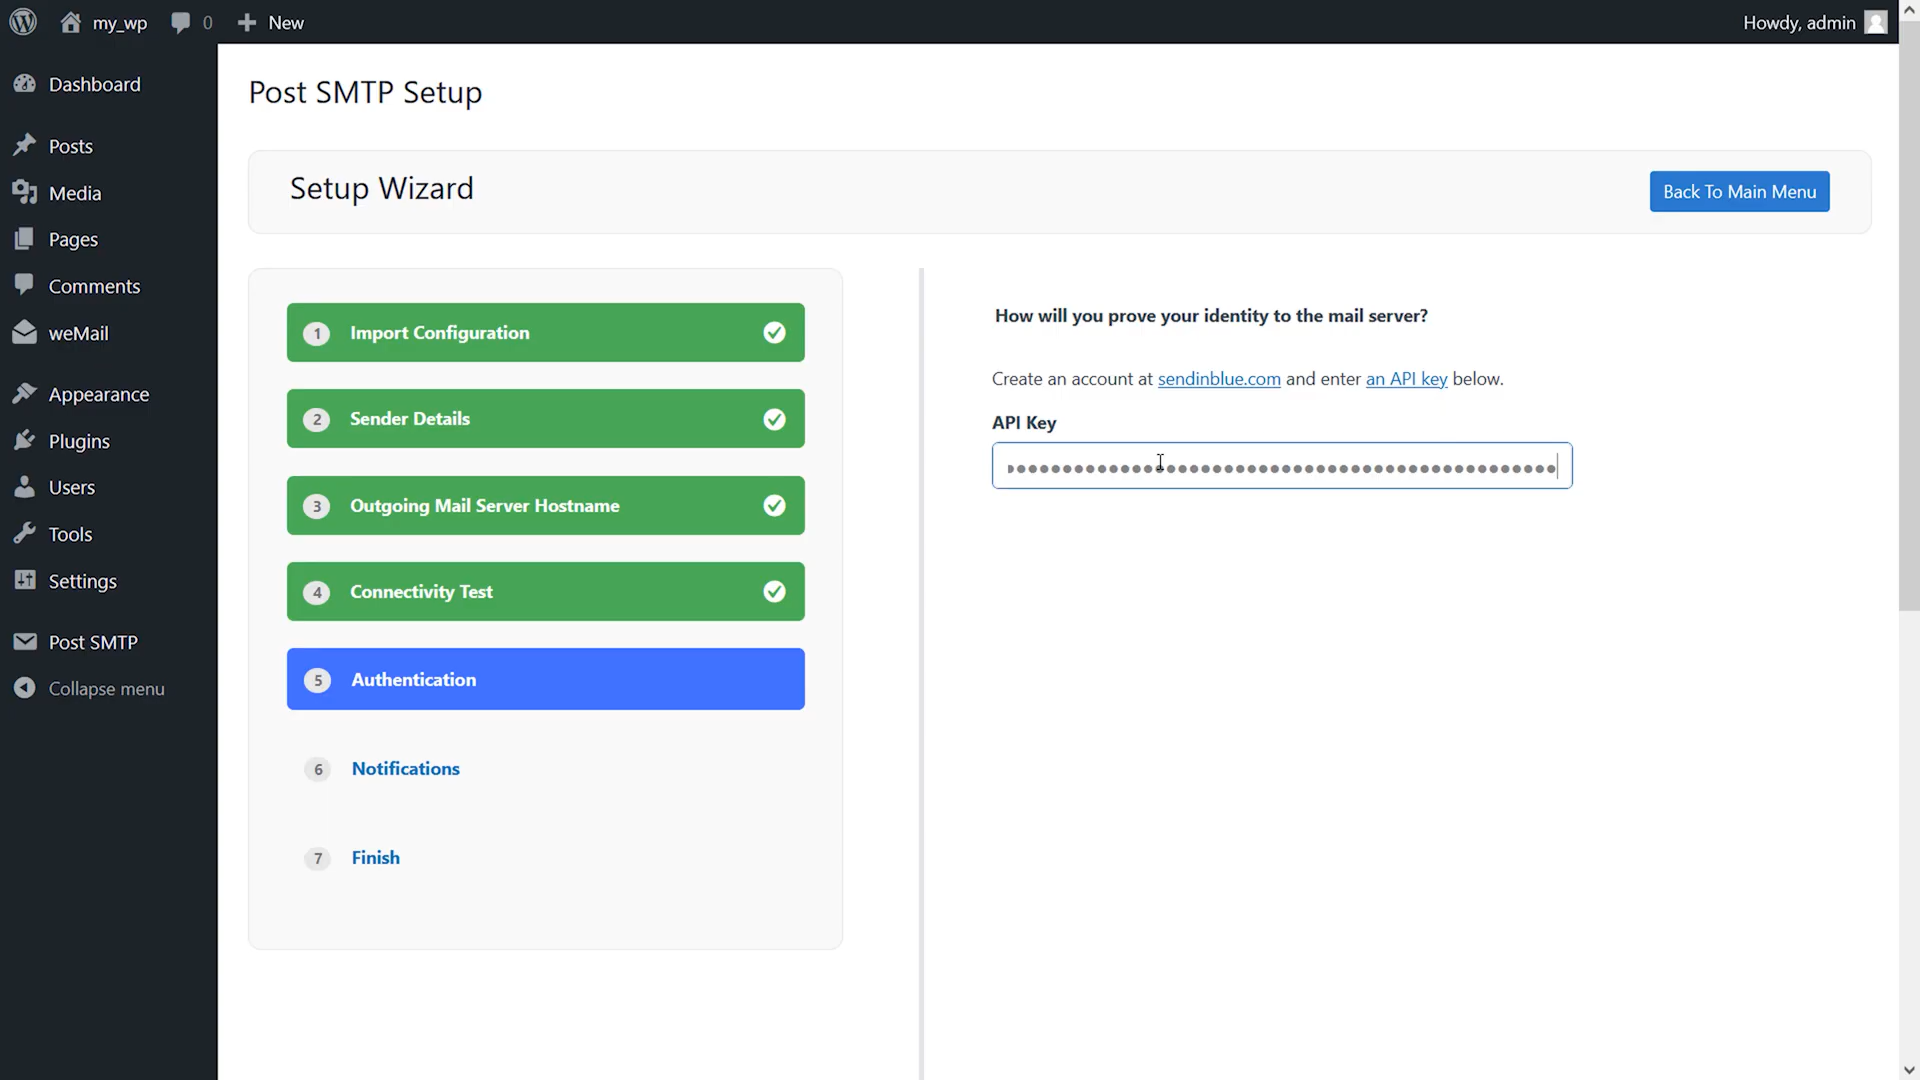 my_wp
0
New
Howdy, admin
Dashboard
Posts
Media
Pages
Comments
weMail
Appearance
Plugins
Users
Tools
Settings
Post SMTP
Collapse menu
Post SMTP Setup
Setup Wizard
Back To Main Menu
1 Import Configuration
2 Sender Details
3 Outgoing Mail Server Hostname
4 Connectivity Test
5 Authentication
6 Notifications
7 Finish
How will you prove your identity to the mail server?
Create an account at sendinblue.com and enter an API key below.
API Key